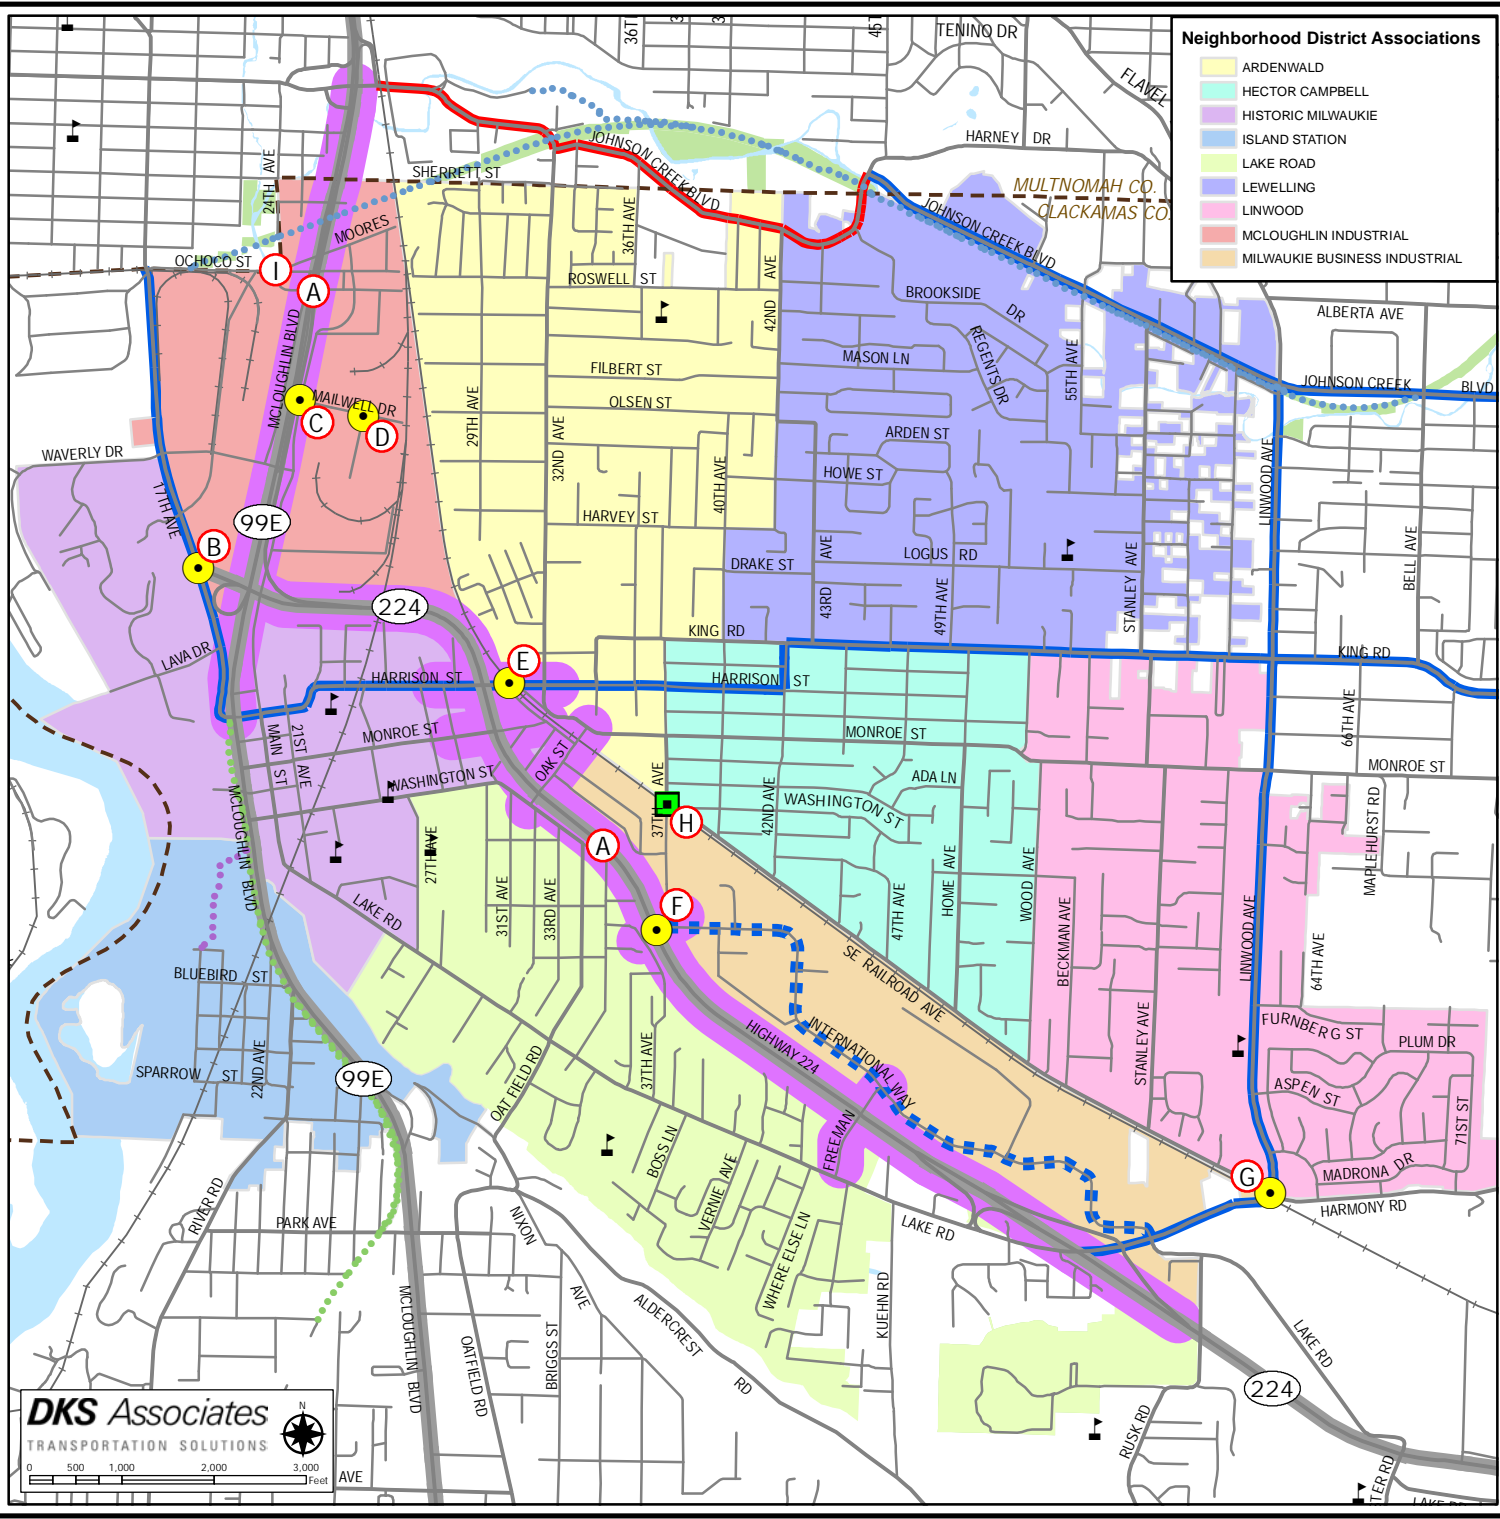 36TH
45T
TENINO DR
FLAVEL
Neighborhood District Associations
ARDENWALD
HECTOR CAMPBELL
HISTORIC MILWAUKIE
ISLAND STATION
LAKE ROAD
LEWELLING
LINWOOD
MCLOUGHLIN INDUSTRIAL
MILWAUKIE BUSINESS INDUSTRIAL
HARNEY DR
JOHNSON CREEK BLVD
SHERRETT ST
24TH AVE
MULTNOMAH CO.
CLACKAMAS CO.
JOHNSON CREEK BLVD
MOORES
36TH AVE
OCHOCO ST
I
A
ROSWELL ST
42ND AVE
BROOKSIDE DR
ALBERTA AVE
MCLOUGHLIN BLVD
REGENTS DR
MASON LN
55TH AVE
FILBERT ST
JOHNSON CREEK BLVD
MAILWELL DR
OLSEN ST
C
D
29TH AVE
32ND AVE
ARDEN ST
WAVERLY DR
HOWE ST
LINWOOD AVE
40TH AVE
17TH AVE
99E
HARVEY ST
B
LOGUS RD
DRAKE ST
43RD AVE
49TH AVE
STANLEY AVE
BELL AVE
224
KING RD
KING RD
LAVA DR
E
HARRISON ST
HARRISON ST
66TH AVE
MONROE ST
MONROE ST
MAIN ST
21ST AVE
OAK ST
MONROE ST
WASHINGTON ST
ADA LN
37TH AVE
42ND AVE
WASHINGTON ST
H
MCLOUGHLIN BLVD
27TH AVE
A
MAPLEHURST RD
LAKE RD
31ST AVE
33RD AVE
F
47TH AVE
HOME AVE
WOOD AVE
BECKMAN AVE
LINWOOD AVE
64TH AVE
BLUEBIRD ST
SE RAILROAD AVE
INTERNATIONAL WAY
HIGHWAY 224
STANLEY AVE
FURNBERG ST
PLUM DR
SPARROW ST
22ND AVE
99E
OATFIELD RD
37TH AVE
ASPEN ST
71ST ST
FREEMAN
BOSS LN
VERNIE AVE
MADRONA DR
G
HARMONY RD
RIVER RD
PARK AVE
NIXON AVE
WHERE ELSE LN
LAKE RD
KUEHN RD
MCLOUGHLIN BLVD
OATFIELD RD
BRIGGS ST
ALDERCREST RD
LAKE RD
224
RUSK RD
DKS Associates
TRANSPORTATION SOLUTIONS
N
0 500 1,000 2,000 3,000
Feet
AVE
TER RD